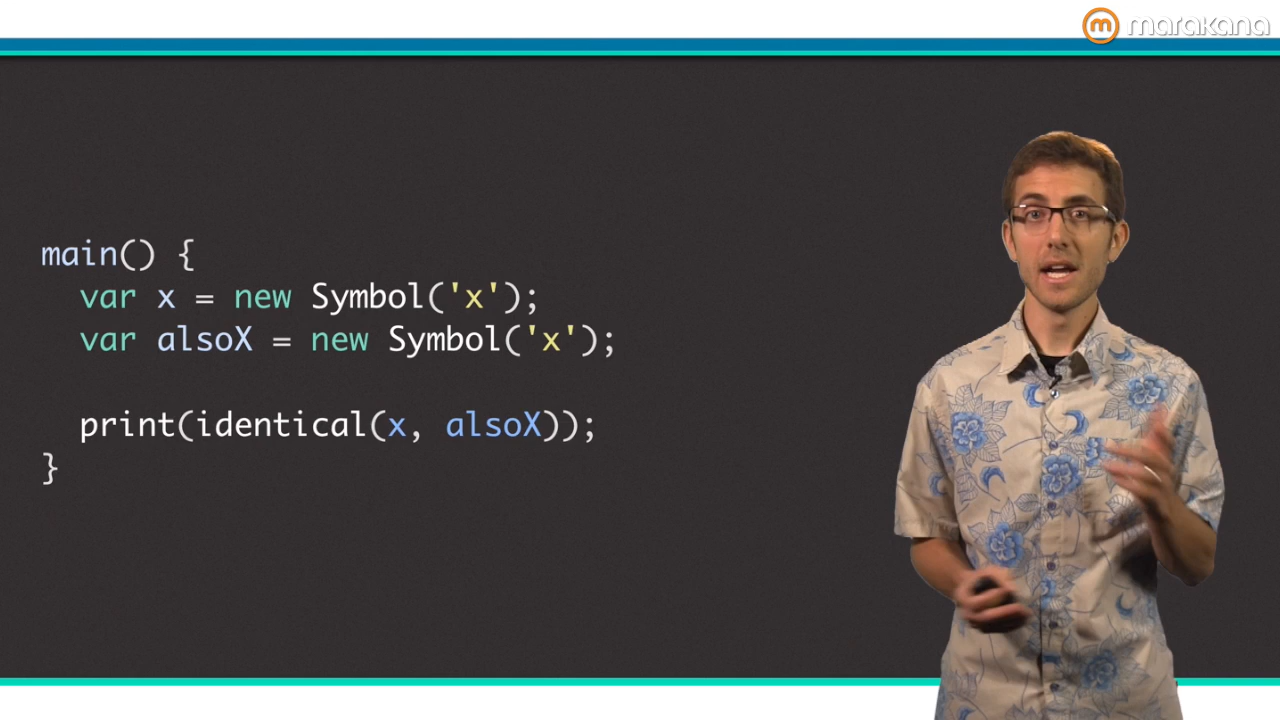 marakana
main() {
  var x = new Symbol('x');
  var alsoX = new Symbol('x');
  print(identical(x, alsoX));
}